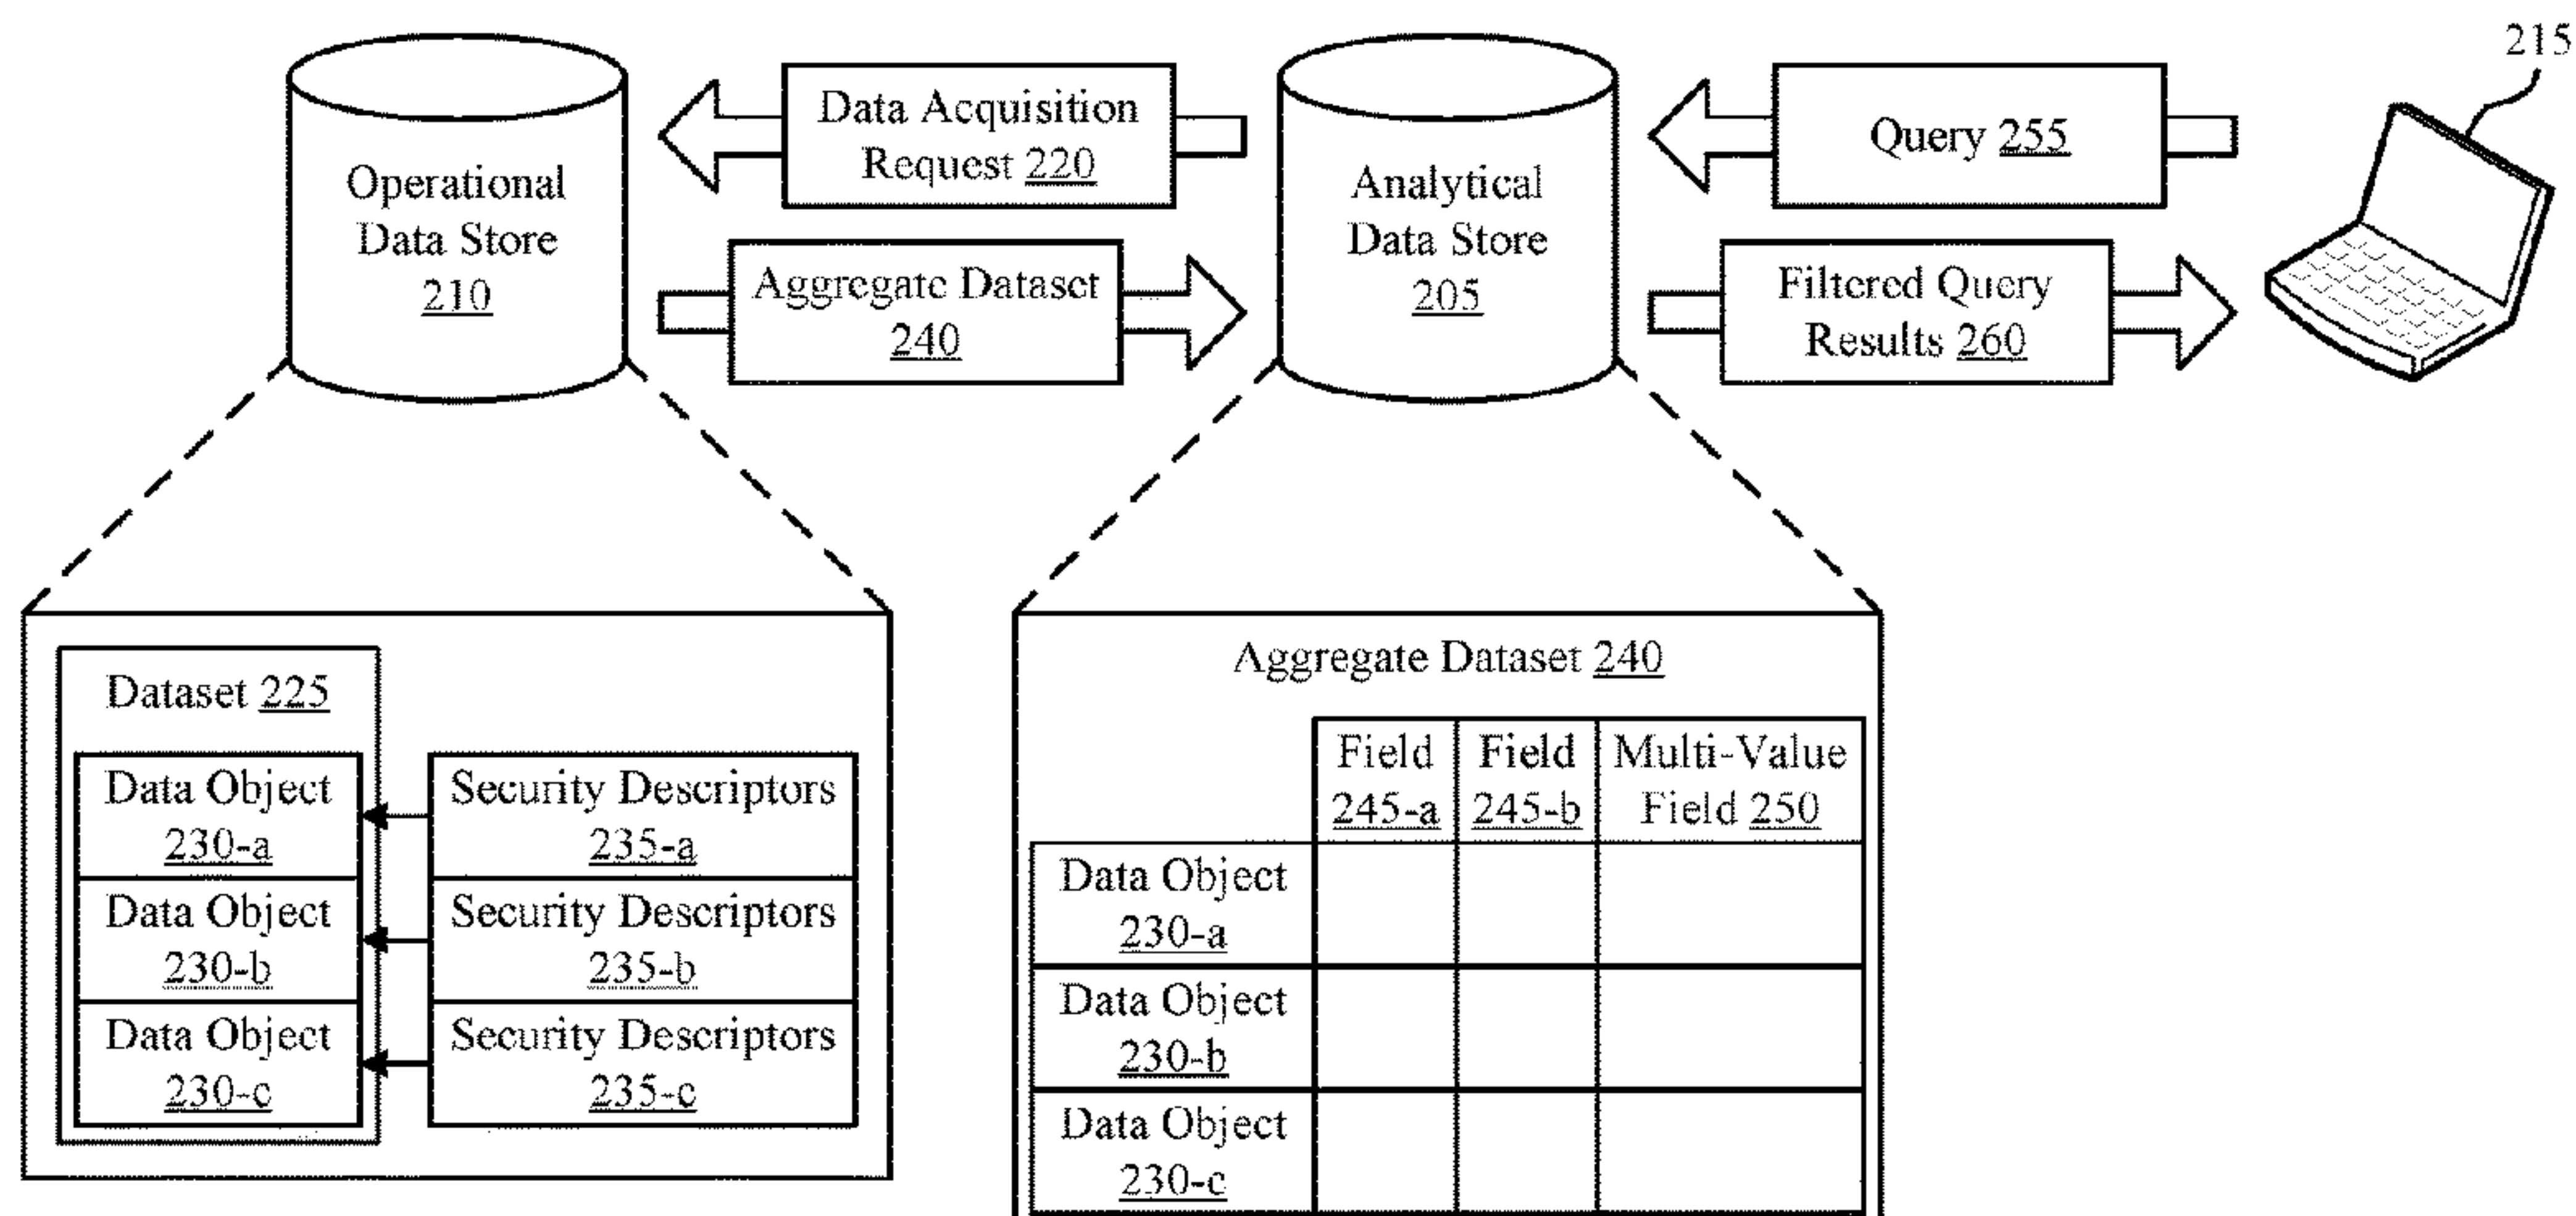 215
Operational
Data Store
210
Data Acquisition
Request 220
Aggregate Dataset
240
Analytical
Data Store
205
Query 255
Filtered Query
Results 260
Dataset 225
Data Object
230-a
Security Descriptors
235-a
Data Object
230-b
Security Descriptors
235-b
Data Object
230-c
Security Descriptors
235-c
Aggregate Dataset 240
Field
245-a
Field
245-b
Multi-Value
Field 250
Data Object
230-a
Data Object
230-b
Data Object
230-c